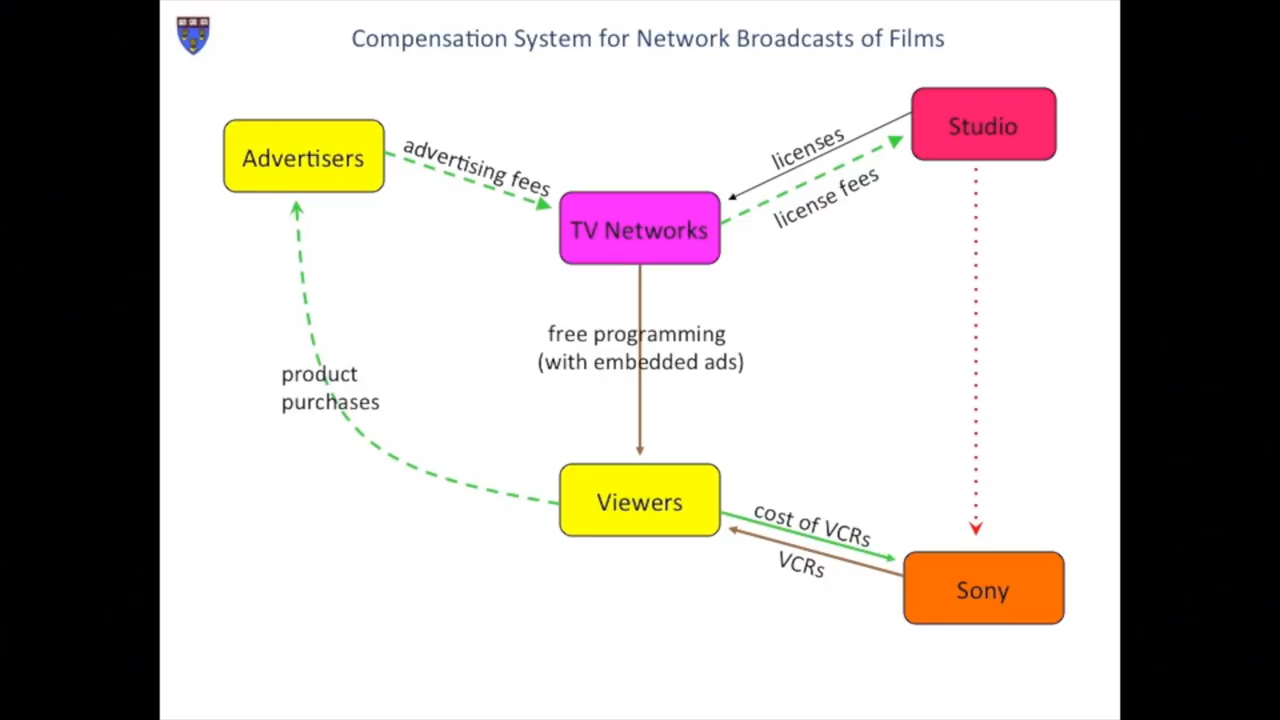 Compensation System for Network Broadcasts of Films
Advertisers
advertising fees
TV Networks
licenses
license fees
Studio
free programming
(with embedded ads)
product
purchases
Viewers
cost of VCRs
VCRs
Sony